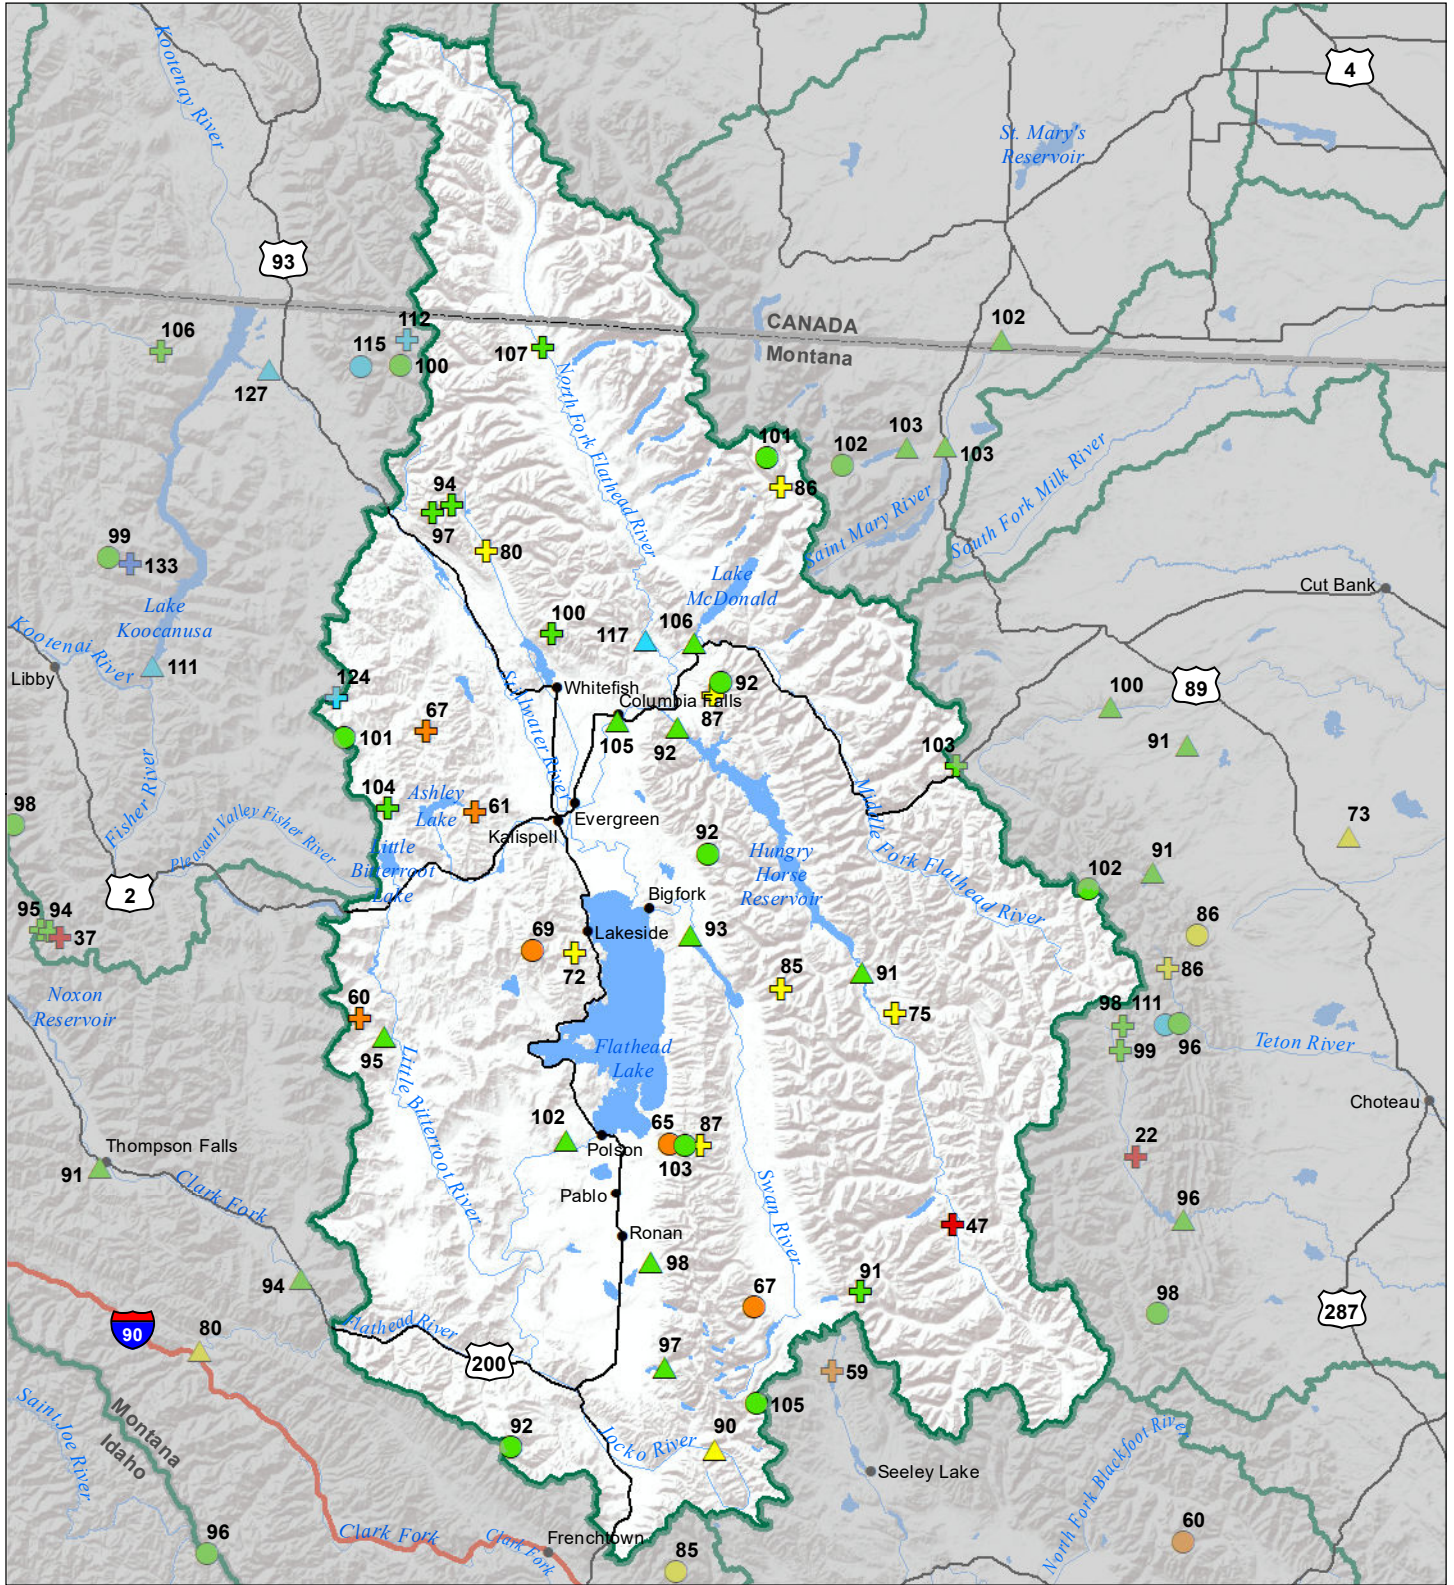 Kootenay River
4
St. Mary's
Reservoir
93
CANADA
Montana
106
112
115
100
127
107
102
North Fork Flathead River
101
102
103
103
86
Saint Mary River
South Fork Milk River
94
97
80
99
133
Lake
Koocanusa
Kootenai River
111
Libby
Lake
McDonald
Cut Bank
100
117
106
124
Whitefish
Columbia Falls
92
87
105
92
Stillwater River
67
101
89
100
91
103
104
Ashley
Lake
61
Kalispell
Evergreen
98
Fisher River
Pleasant Valley Fisher River
Little
Bitterroot
Lake
2
92
Hungry
Horse
Reservoir
Middle Fork Flathead River
73
91
102
Bigfork
95
94
37
69
72
Lakeside
93
85
91
75
86
86
Noxon
Reservoir
60
95
Flathead
Lake
98
111
99
96
Teton River
Choteau
Little Bitterroot River
102
Polson
65
103
87
22
Thompson Falls
91
Clark Fork
Pablo
Swan River
96
47
Ronan
98
94
67
91
98
287
90
80
Flathead River
200
97
59
105
Montana
Idaho
Saint Joe River
92
Jocko River
90
Seeley Lake
North Fork Blackfoot River
96
Clark Fork
Clark Fork
Frenchtown
85
60